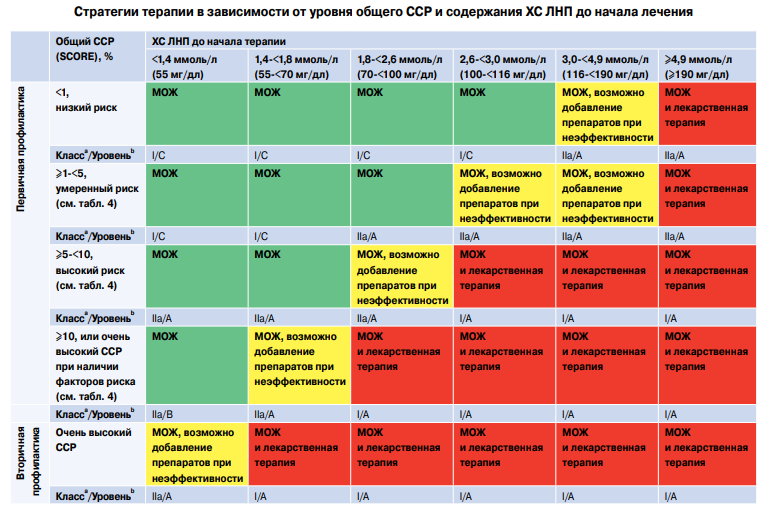 Стратегии терапии в зависимости от уровня общего ССР и содержания ХС ЛНП до начала лечения
Общий ССР
(SCORE), %
ХС ЛНП до начала терапии
<1,4 ммоль/л
(55 мг/дл)
1,4-<1,8 ммоль/л
(55-<70 мг/дл)
1,8-<2,6 ммоль/л
(70-<100 мг/дл)
2,6-<3,0 ммоль/л
(100-<116 мг/дл)
3,0-<4,9 ммоль/л
(116-<190 мг/дл)
⩾4,9 ммоль/л
(⩾190 мг/дл)
Первичная профилактика
<1,
низкий риск
МОЖ
МОЖ
МОЖ
МОЖ
МОЖ, возможно
добавление
препаратов при
неэффективности
МОЖ
и лекарственная
терапия
Классa/Уровеньb
I/C
I/C
I/C
I/C
IIa/A
IIa/A
⩾1-<5,
умеренный риск
(см. табл. 4)
МОЖ
МОЖ
МОЖ
МОЖ, возможно
добавление
препаратов при
неэффективности
МОЖ, возможно
добавление
препаратов при
неэффективности
МОЖ
и лекарственная
терапия
Классa/Уровеньb
I/C
I/C
IIa/A
IIa/A
IIa/A
IIa/A
⩾5-<10,
высокий риск
(см. табл. 4)
МОЖ
МОЖ
МОЖ, возможно
добавление
препаратов при
неэффективности
МОЖ
и лекарственная
терапия
МОЖ
и лекарственная
терапия
МОЖ
и лекарственная
терапия
Классa/Уровеньb
IIa/A
IIa/A
IIa/A
I/A
I/A
I/A
⩾10, или очень
высокий ССР
при наличии
факторов риска
(см. табл. 4)
МОЖ
МОЖ, возможно
добавление
препаратов при
неэффективности
МОЖ
и лекарственная
терапия
МОЖ
и лекарственная
терапия
МОЖ
и лекарственная
терапия
МОЖ
и лекарственная
терапия
Классa/Уровеньb
IIa/B
IIa/A
I/A
I/A
I/A
I/A
Вторичная
профилактика
Очень высокий
ССР
МОЖ, возможно
добавление
препаратов при
неэффективности
МОЖ
и лекарственная
терапия
МОЖ
и лекарственная
терапия
МОЖ
и лекарственная
терапия
МОЖ
и лекарственная
терапия
МОЖ
и лекарственная
терапия
Классa/Уровеньb
IIa/A
I/A
I/A
I/A
I/A
I/A